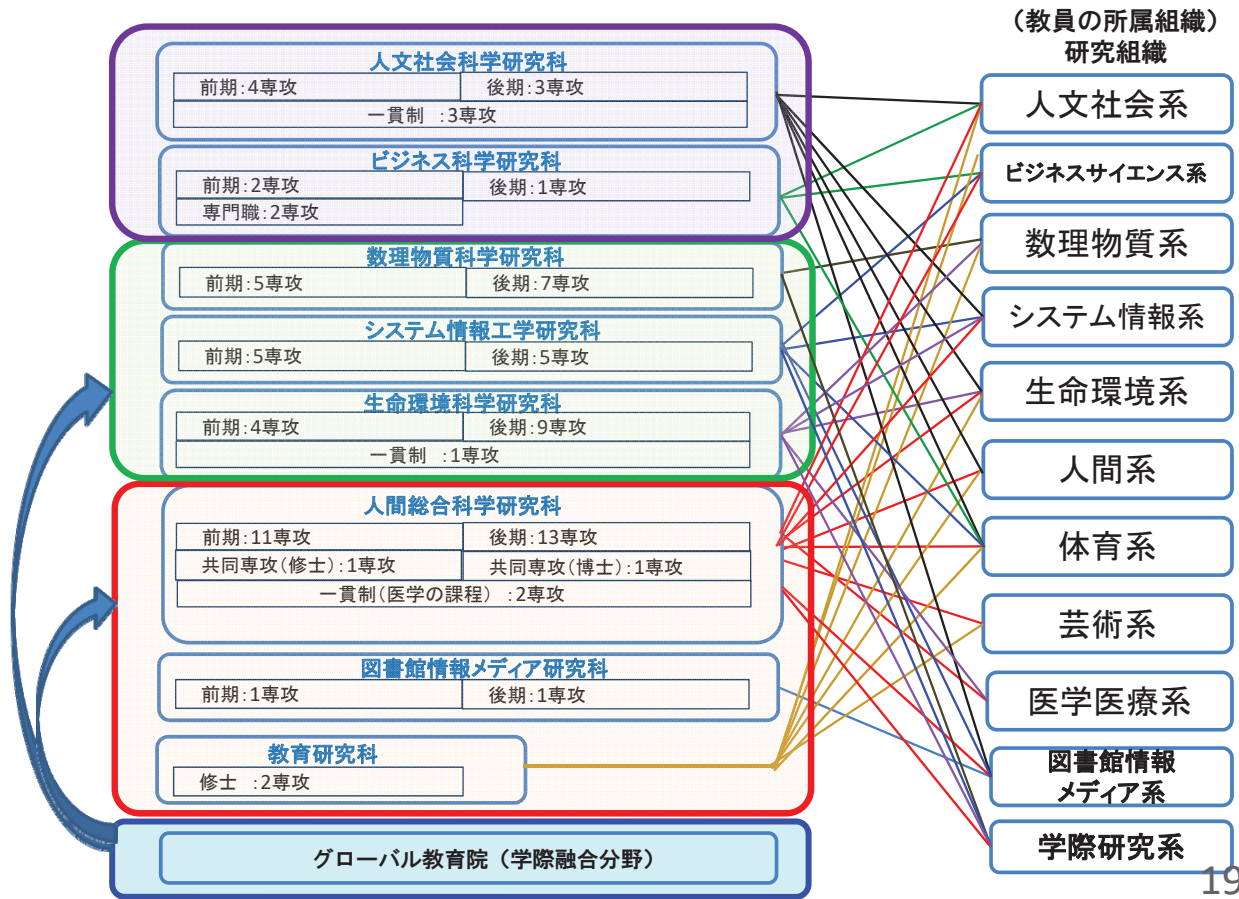 人文社会科学研究科
前期:4専攻
後期:3専攻
一貫制 :3専攻
ビジネス科学研究科
前期:2専攻
後期:1専攻
専門職:2専攻
数理物質科学研究科
前期:5専攻
後期:7専攻
システム情報工学研究科
前期:5専攻
後期:5専攻
生命環境科学研究科
前期:4専攻
後期:9専攻
一貫制 :1専攻
人間総合科学研究科
前期:11専攻
後期:13専攻
共同専攻(修士):1専攻
共同専攻(博士):1専攻
一貫制(医学の課程) :2専攻
図書館情報メディア研究科
前期:1専攻
後期:1専攻
教育研究科
修士 :2専攻
グローバル教育院(学際融合分野)
(教員の所属組織)
研究組織
人文社会系
ビジネスサイエンス系
数理物質系
システム情報系
生命環境系
人間系
体育系
芸術系
医学医療系
図書館情報
メディア系
学際研究系
19